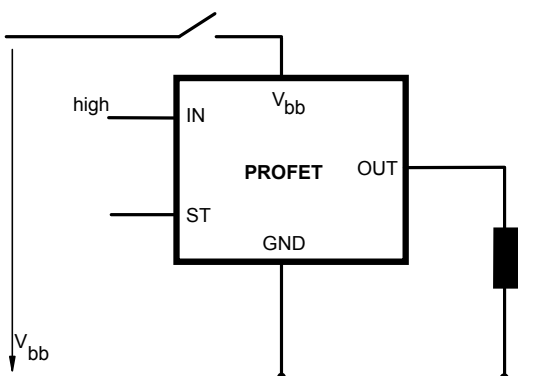 high
V bb
IN
PROFET
OUT
ST
GND
V bb